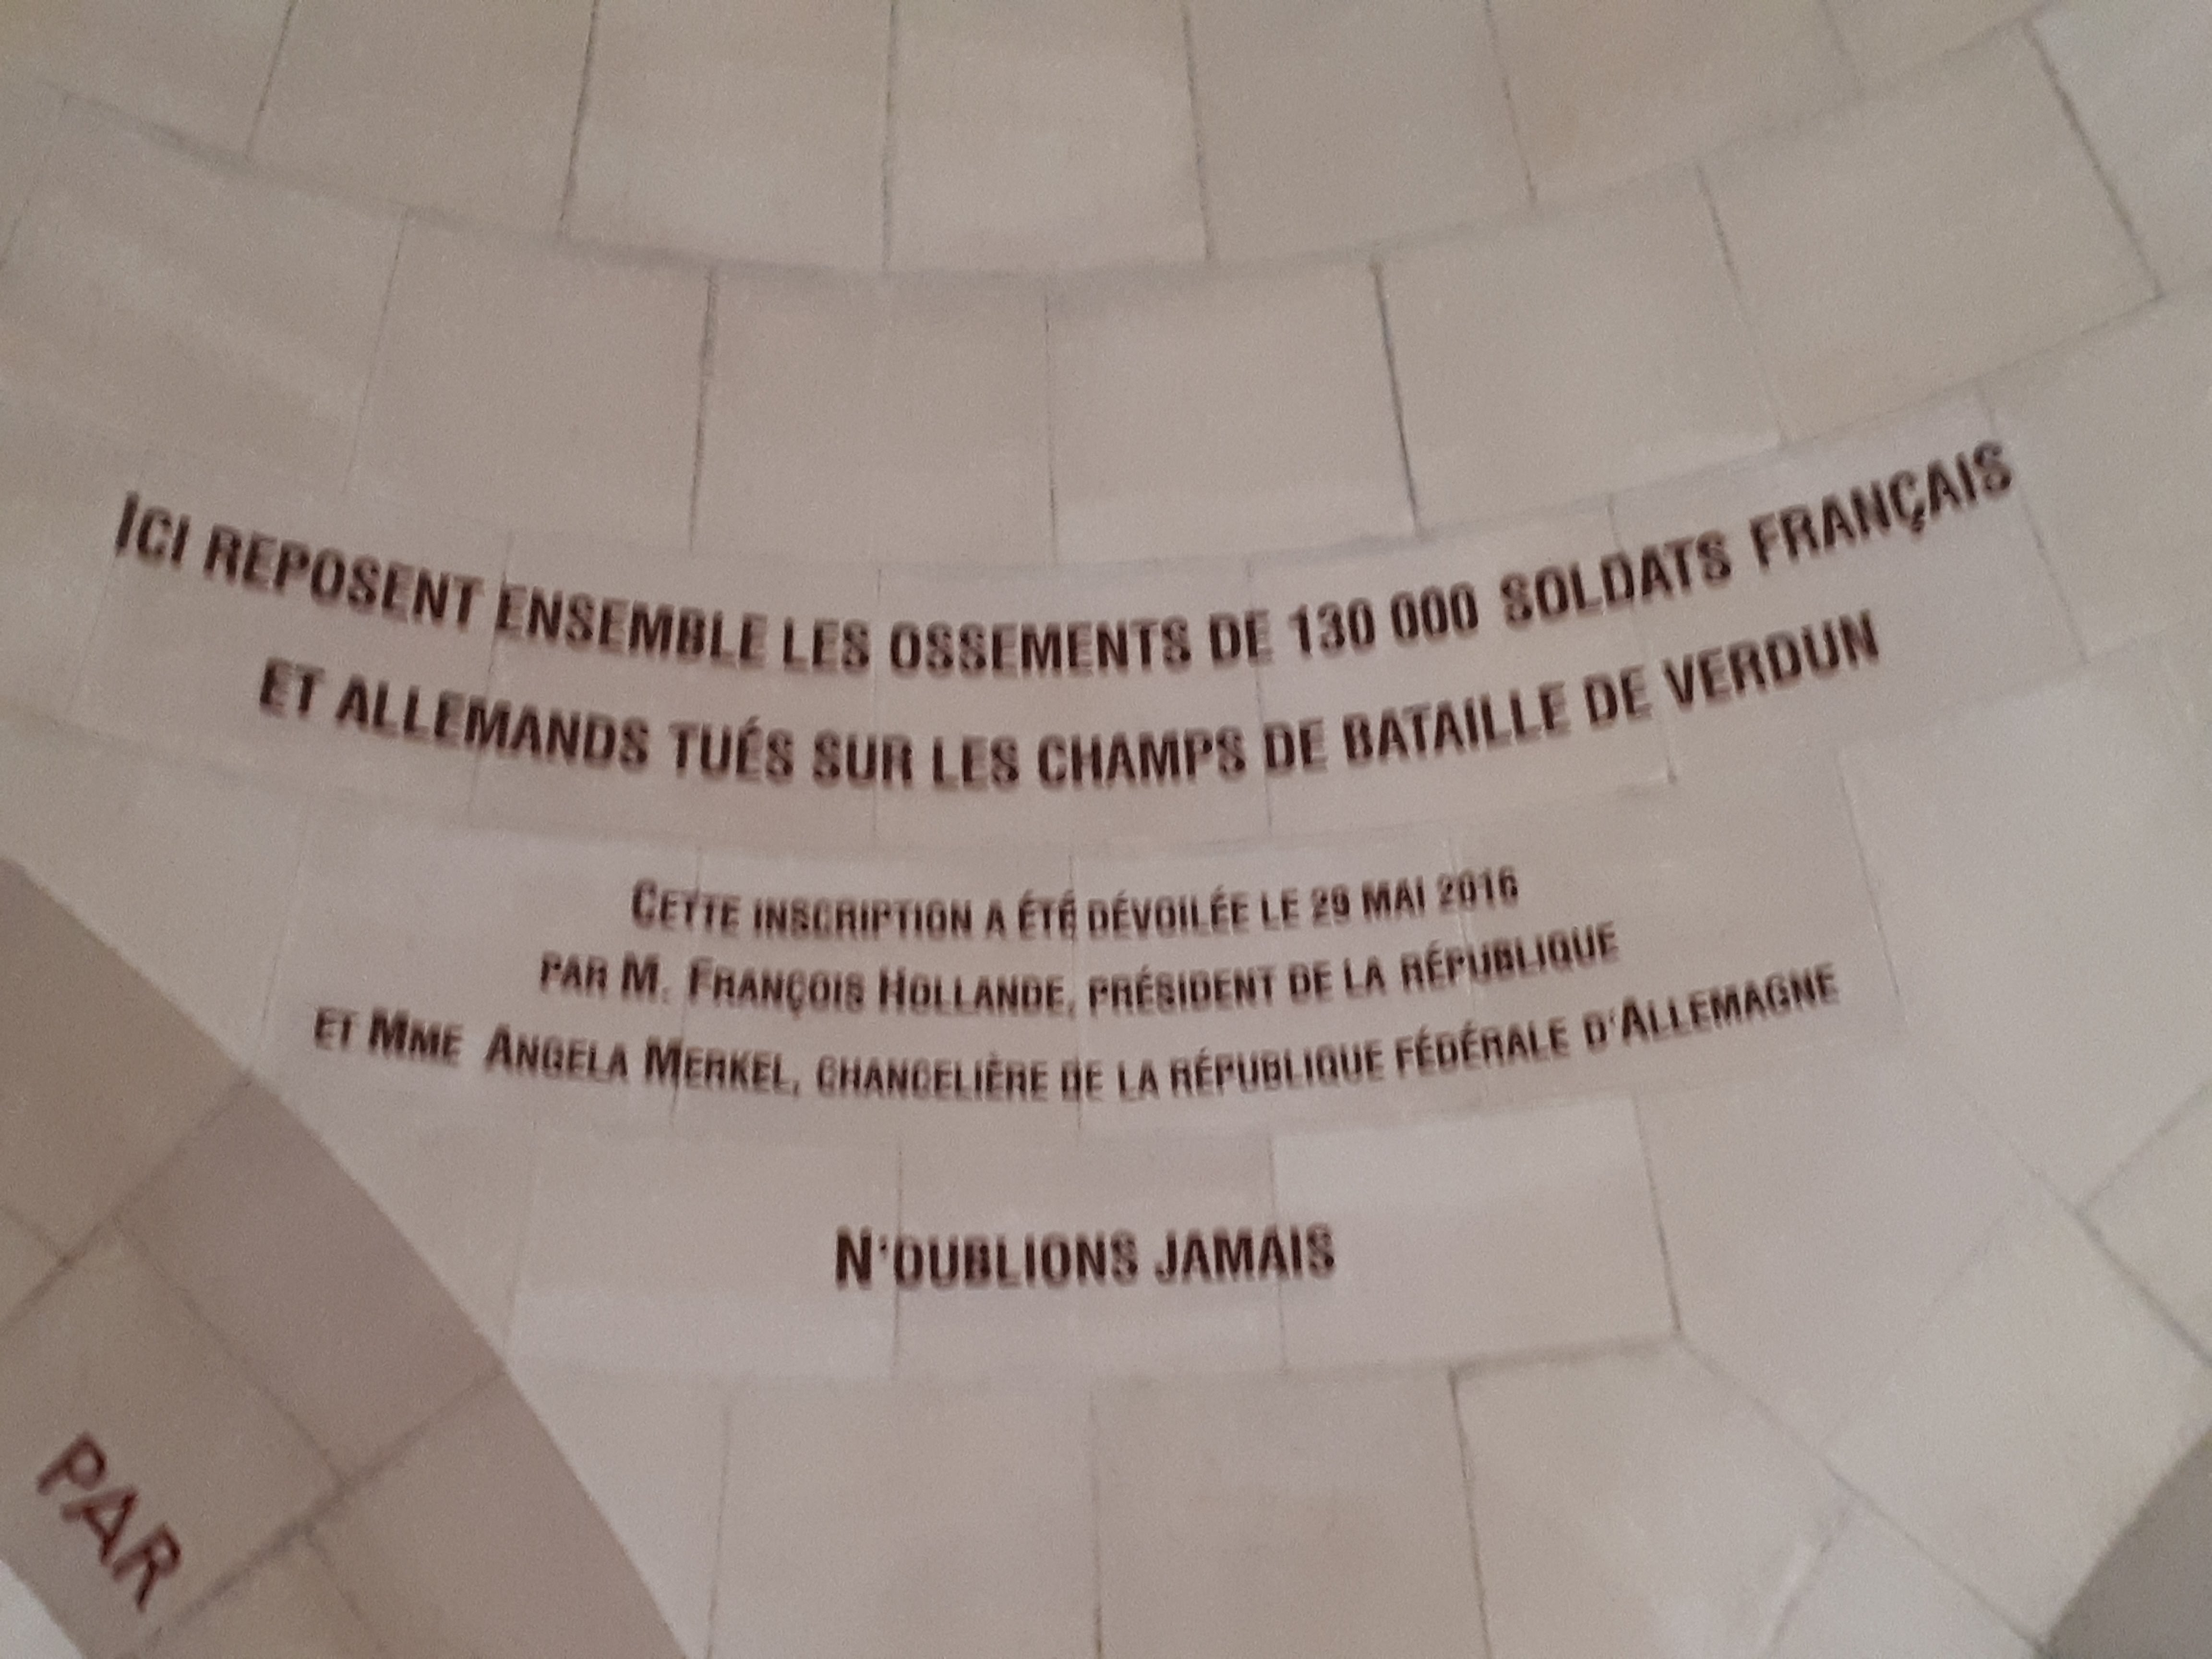 ICI REPOSENT ENSEMBLE LES OSSEMENTS DE 130 000 SOLDATS FRANÇAIS
ET ALLEMANDS TUÉS SUR LES CHAMPS DE BATAILLE DE VERDUN
CETTE INSCRIPTION A ÉTÉ DÉVOILÉE LE 29 MAI 2016
PAR M. FRANÇOIS HOLLANDE, PRÉSIDENT DE LA RÉPUBLIQUE
ET MME ANGELA MERKEL, CHANCELIÈRE DE LA RÉPUBLIQUE FÉDÉRALE D'ALLEMAGNE
N'OUBLIONS JAMAIS
PAR